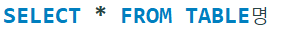 SELECT * FROM TABLE명